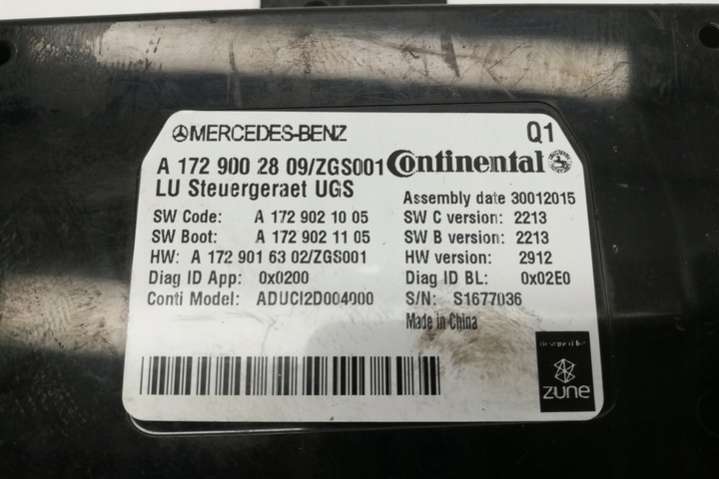 MERCEDES-BENZ
Q1
A 172 900 28 09/ZGS001
Continental
LU Steuergeraet UGS
Assembly date 30012015
SW Code: A 172 902 10 05
SW C version: 2213
SW Boot: A 172 902 11 05
SW B version: 2213
HW: A 172 901 63 02/ZGS001
HW version: 2912
Diag ID App: 0x0200
Diag ID BL: 0x02E0
Conti Model: ADUCI2D004000
S/N: S1677036
Made in China
designed for
zune